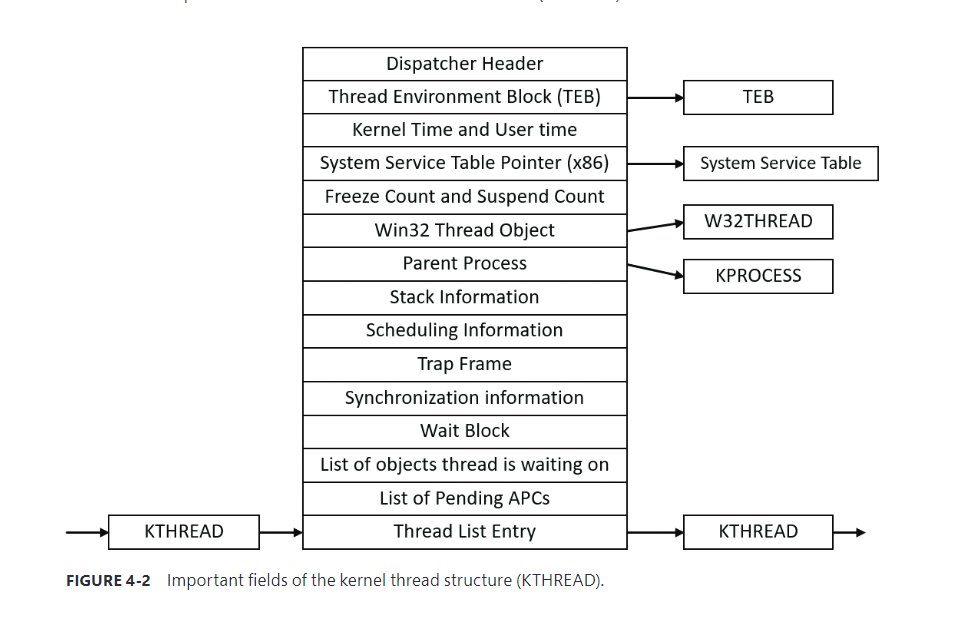 Dispatcher Header
Thread Environment Block (TEB)
TEB
Kernel Time and User time
System Service Table Pointer (x86)
System Service Table
Freeze Count and Suspend Count
Win32 Thread Object
W32THREAD
Parent Process
KPROCESS
Stack Information
Scheduling Information
Trap Frame
Synchronization information
Wait Block
List of objects thread is waiting on
List of Pending APCs
KTHREAD
Thread List Entry
KTHREAD
FIGURE 4-2 Important fields of the kernel thread structure (KTHREAD).